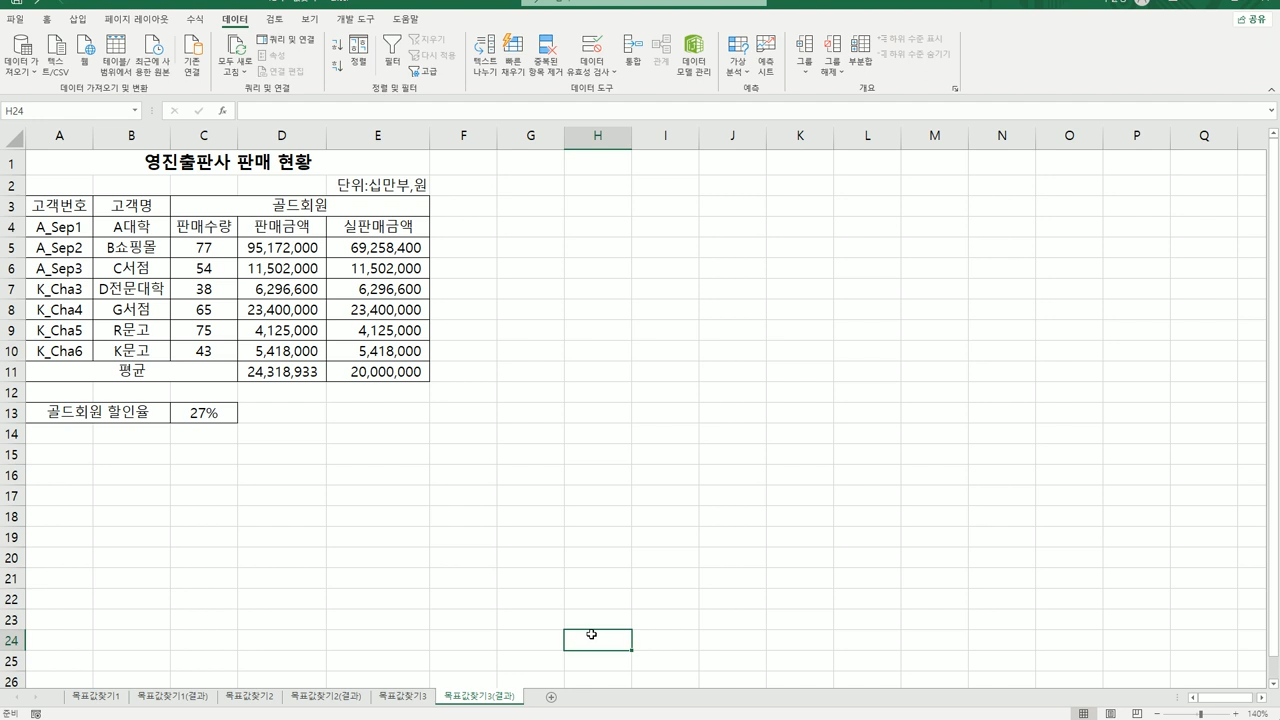 파일 홈 삽입 페이지 레이아웃 수식 데이터 검토 보기 개발 도구 도움말 공유
데이터 가져오기 텍스트/CSV 웹 테이블/범위에서 최근에 사용한 원본 기존 연결 모두 새로 고침 쿼리 및 연결 속성 연결 편집 정렬 필터 지우기 다시 적용 고급 텍스트 나누기 빠른 채우기 중복된 항목 제거 데이터 유효성 검사 통합 관계 데이터 모델 관리 가상 분석 예측 시트 그룹 그룹 해제 부분합 하위 수준 표시 하위 수준 숨기기
데이터 가져오기 및 변환 쿼리 및 연결 정렬 및 필터 데이터 도구 예측 개요
H24 fx
A B C D E F G H I J K L M N O P Q
1 영진출판사 판매 현황
2 단위:십만부,원
3 고객번호 고객명 골드회원
4 A_Sep1 A대학 판매수량 판매금액 실판매금액
5 A_Sep2 B쇼핑몰 77 95,172,000 69,258,400
6 A_Sep3 C서점 54 11,502,000 11,502,000
7 K_Cha3 D전문대학 38 6,296,600 6,296,600
8 K_Cha4 G서점 65 23,400,000 23,400,000
9 K_Cha5 R문고 75 4,125,000 4,125,000
10 K_Cha6 K문고 43 5,418,000 5,418,000
11 평균 24,318,933 20,000,000
12
13 골드회원 할인율 27%
14
15
16
17
18
19
20
21
22
23
24
25
26
목표값찾기1 목표값찾기1(결과) 목표값찾기2 목표값찾기2(결과) 목표값찾기3 목표값찾기3(결과)
준비 140%